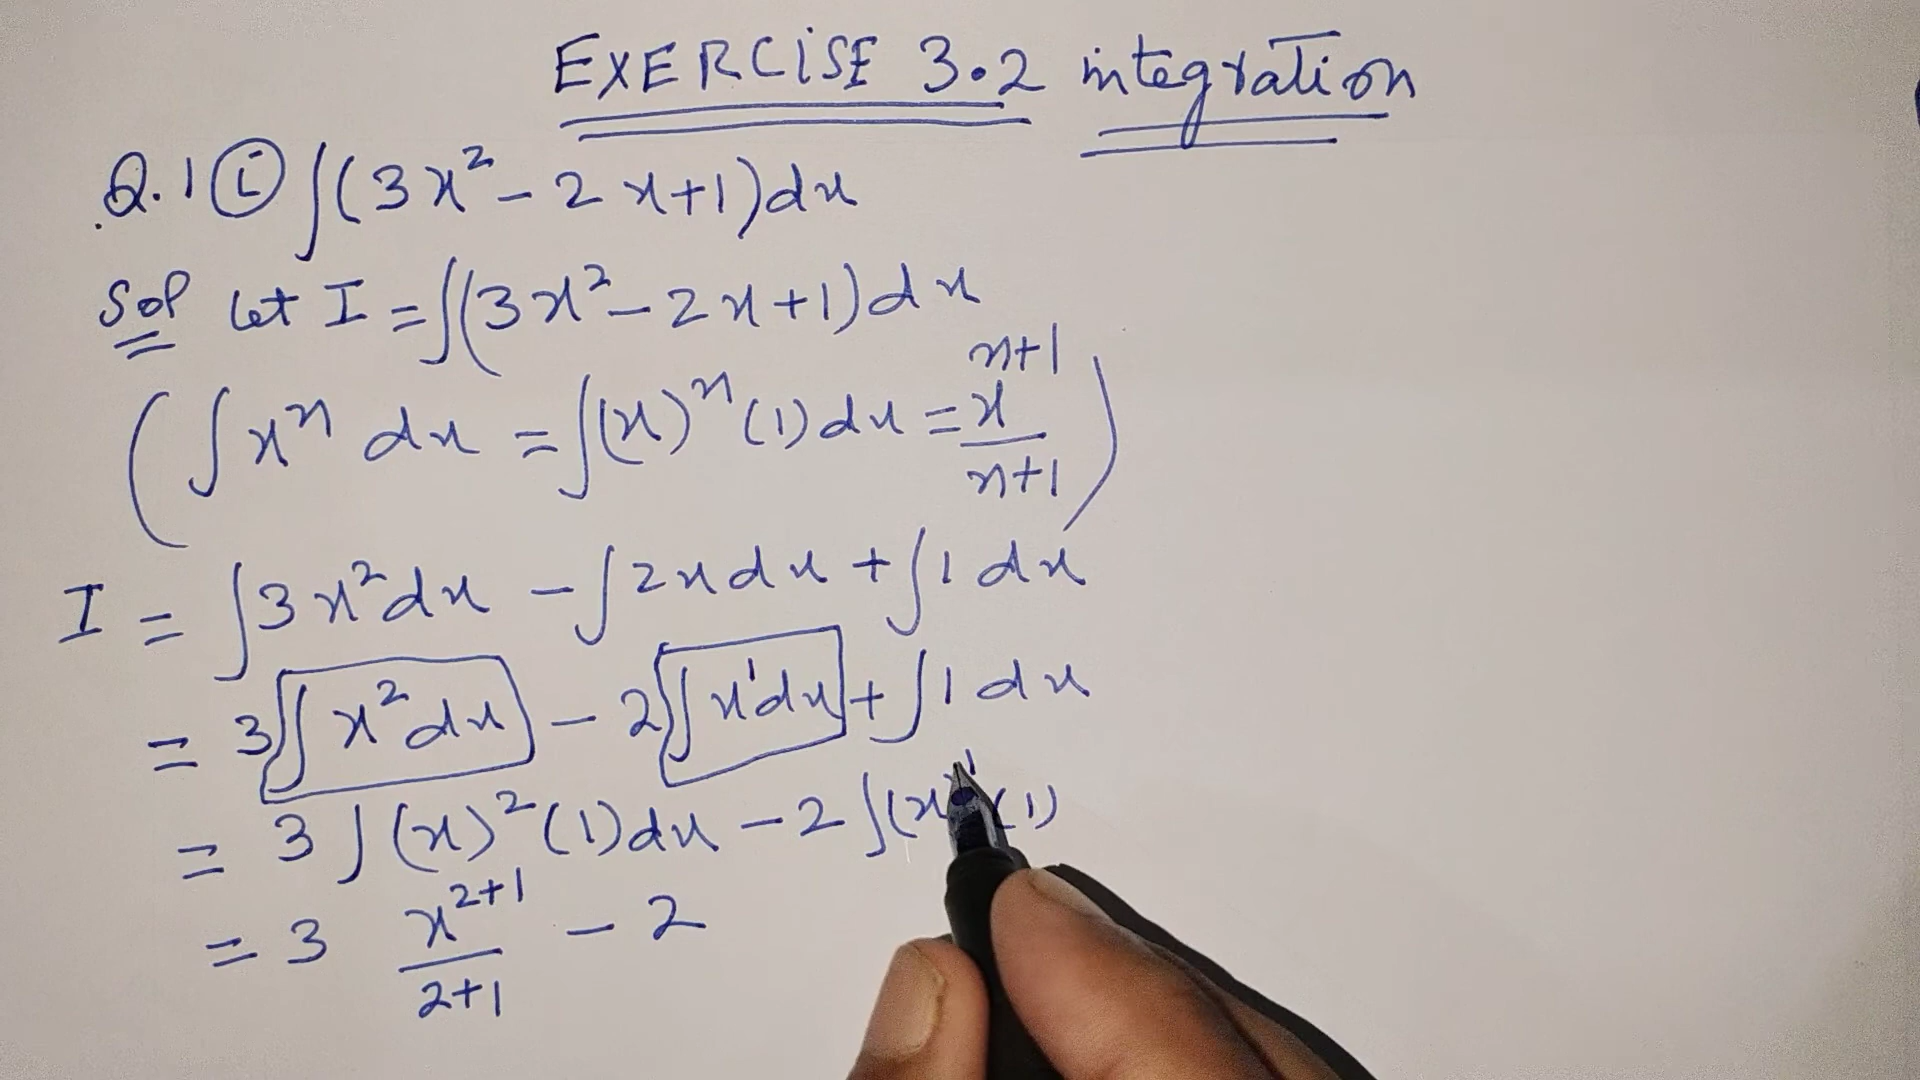 EXERCISE 3.2 integration
Q.1 (i) ∫(3x²-2x+1)dx
Sol let I = ∫(3x²-2x+1)dx
(∫xⁿ dx = ∫(x)ⁿ(1)dx = x^(n+1)/(n+1))
I = ∫3x²dx - ∫2xdx + ∫1dx
= 3∫x²dx - 2∫x¹dx + ∫1dx
= 3∫(x)²(1)dx - 2∫(x)¹(1)
= 3 x^(2+1)/(2+1) - 2